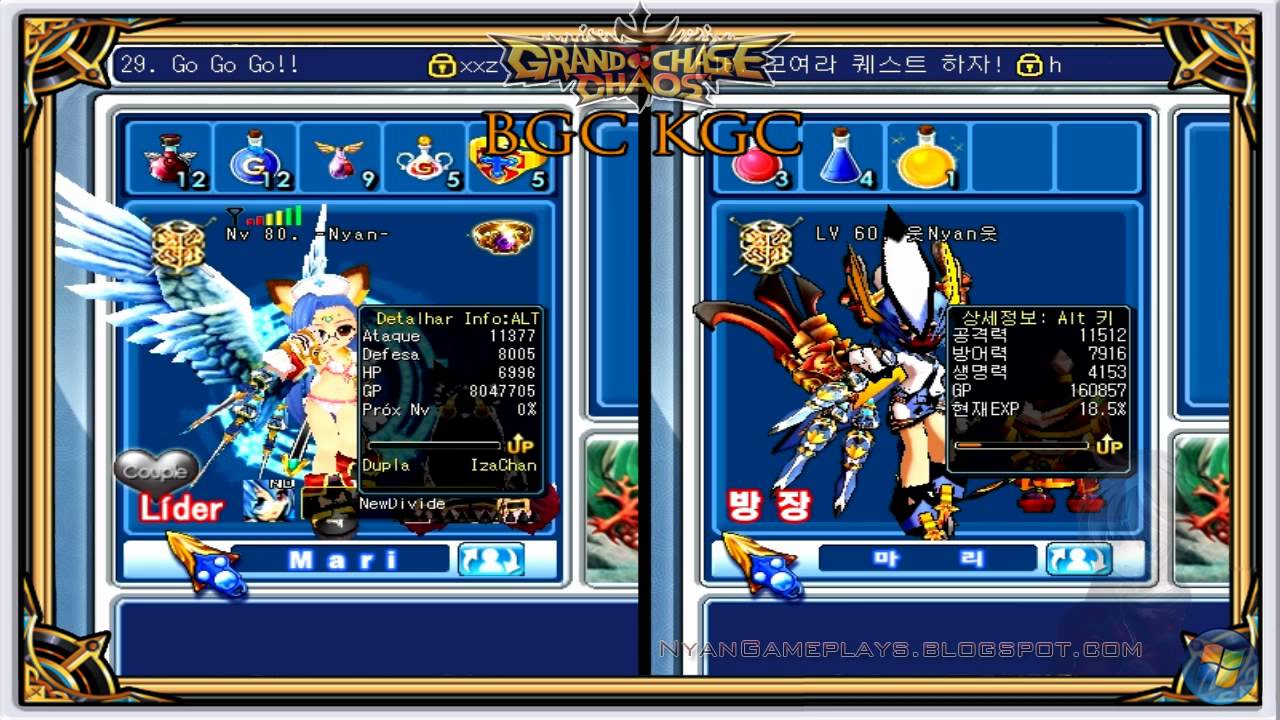 29. Go Go Go!!
xxz
GRAND CHASE
CHAOS
모여라 퀘스트 하자!
h
BGC KGC
12
G
12
9
G
5
5
3
4
1
Nv 80. -Nyan-
Detalhar Info:ALT
Ataque 11377
Defesa 8005
HP 6996
GP 8047705
Próx Nv 0%
UP
Dupla IzaChan
NewDivide
Couple
ND
Líder
Mari
LV 60. 웃Nyan웃
상세정보: Alt 키
공격력 11512
방어력 7916
생명력 4153
GP 160857
현재EXP 18.5%
UP
방 장
마 리
NyanGameplays.blogspot.com